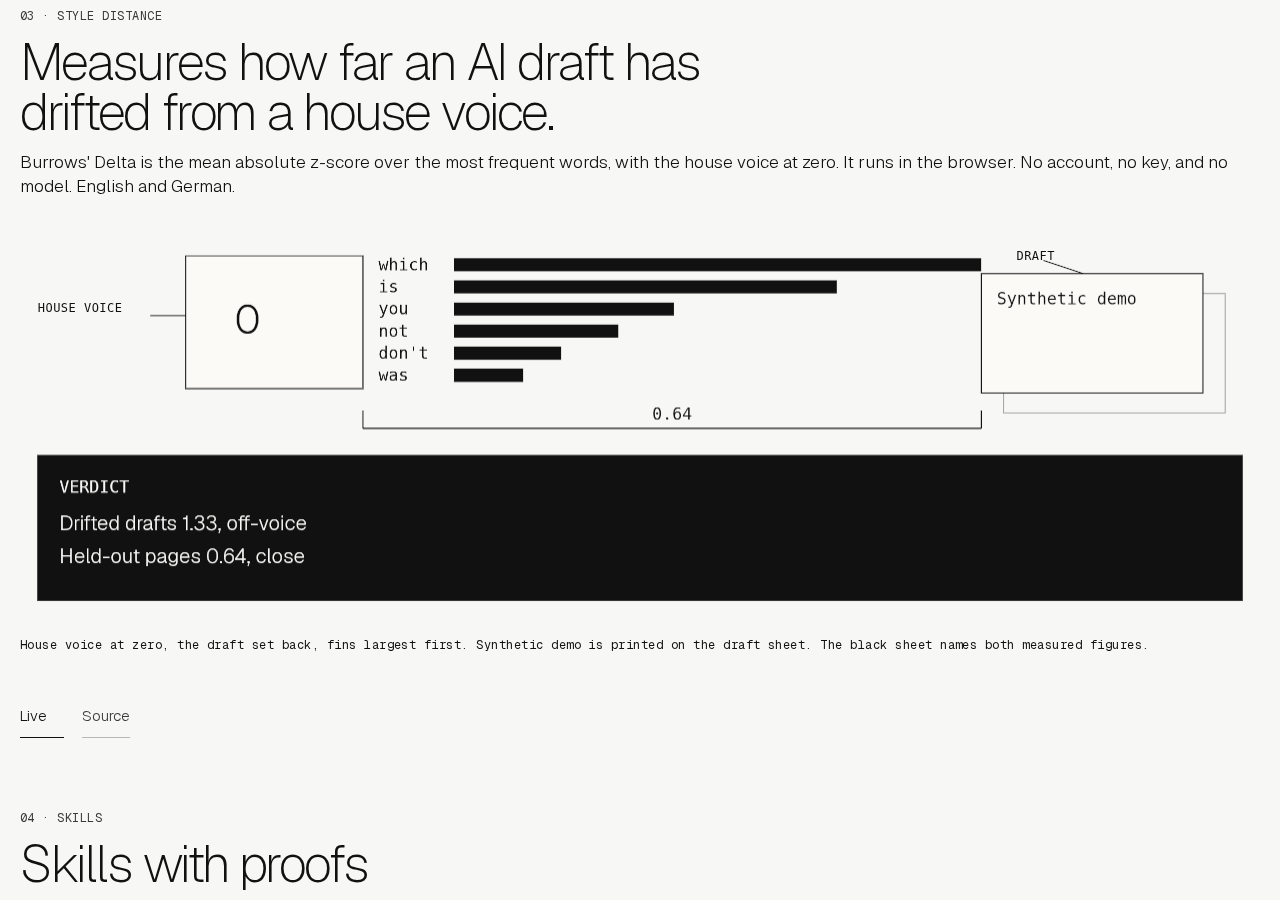 03 · STYLE DISTANCE
Measures how far an AI draft has
drifted from a house voice.
Burrows' Delta is the mean absolute z-score over the most frequent words, with the house voice at zero. It runs in the browser. No account, no key, and no
model. English and German.
HOUSE VOICE
0
which
is
you
not
don't
was
0.64
DRAFT
Synthetic demo
VERDICT
Drifted drafts 1.33, off-voice
Held-out pages 0.64, close
House voice at zero, the draft set back, fins largest first. Synthetic demo is printed on the draft sheet. The black sheet names both measured figures.
Live
Source
04 · SKILLS
Skills with proofs